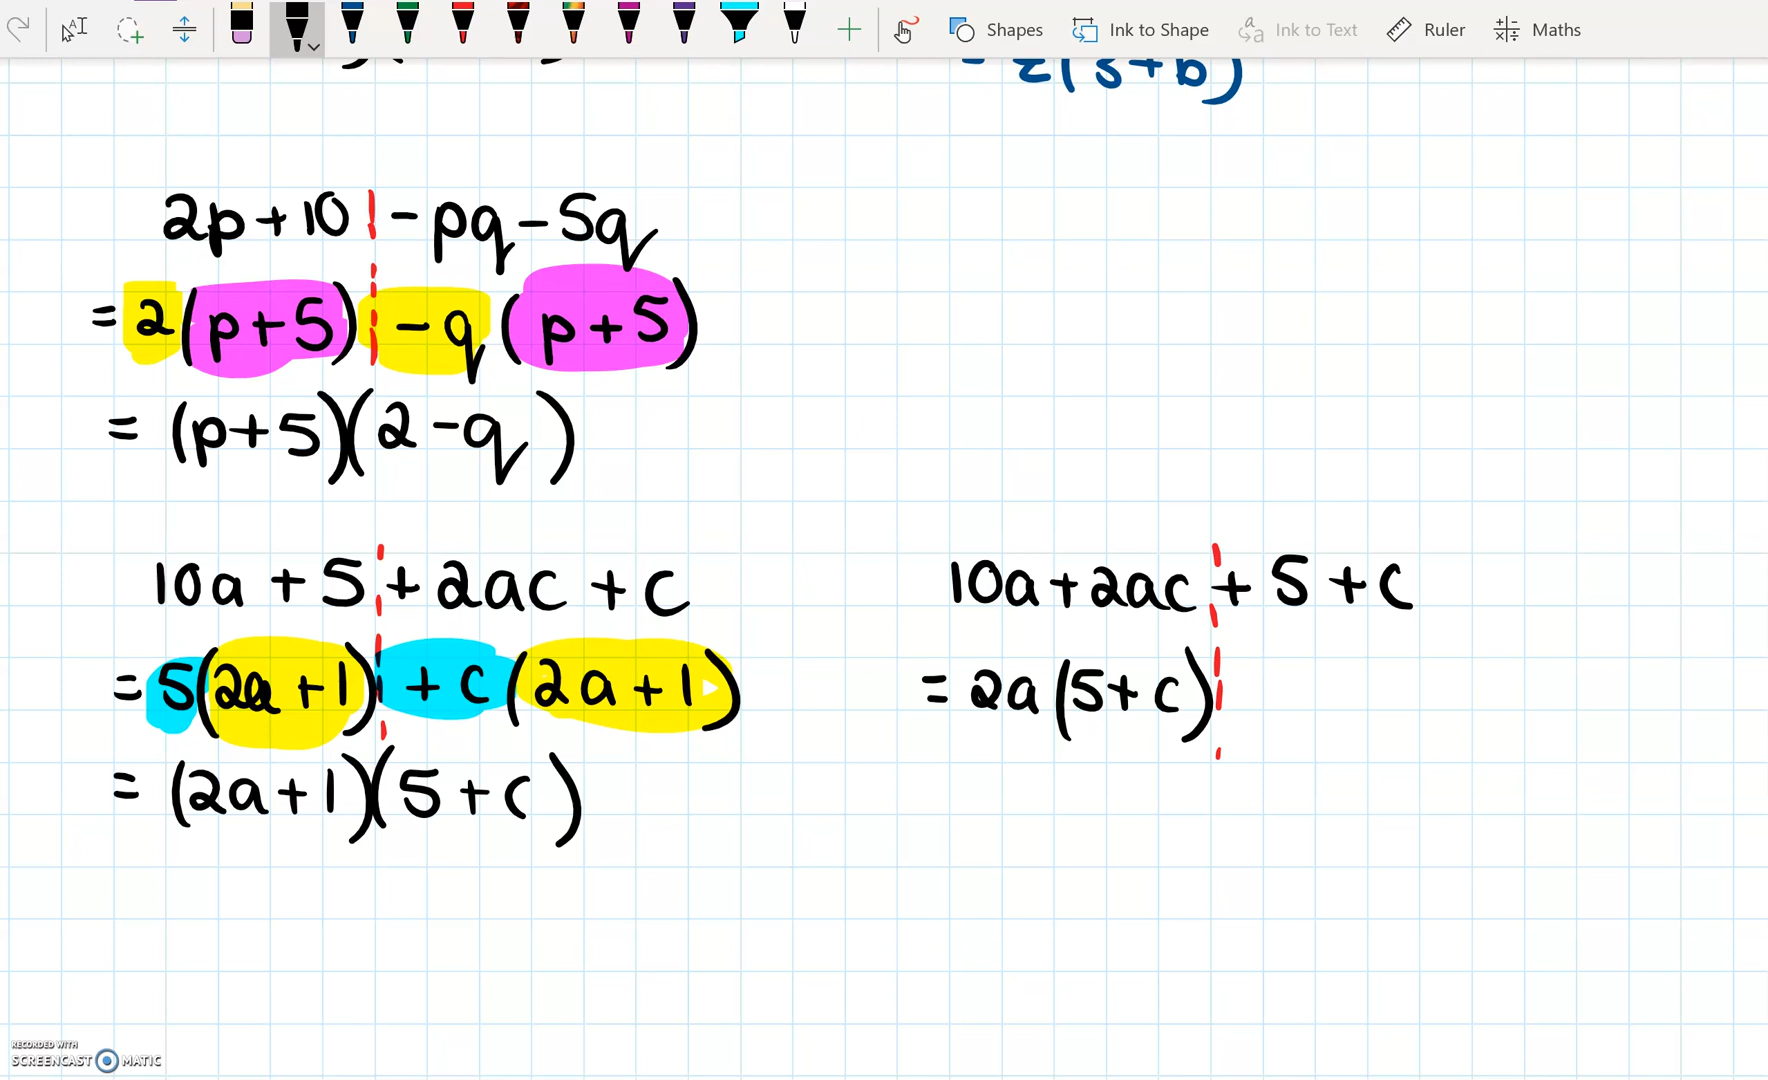 Shapes Ink to Shape Ink to Text Ruler Maths
= 2(3+b)
2p+10 -pq-5q
= 2(p+5) -q(p+5)
= (p+5)(2-q)
10a + 5 + 2ac + c
= 5(2a+1) + c(2a+1)
= (2a+1)(5+c)
10a+2ac + 5 + c
= 2a(5+c)
RECORDED WITH
SCREENCAST MATIC